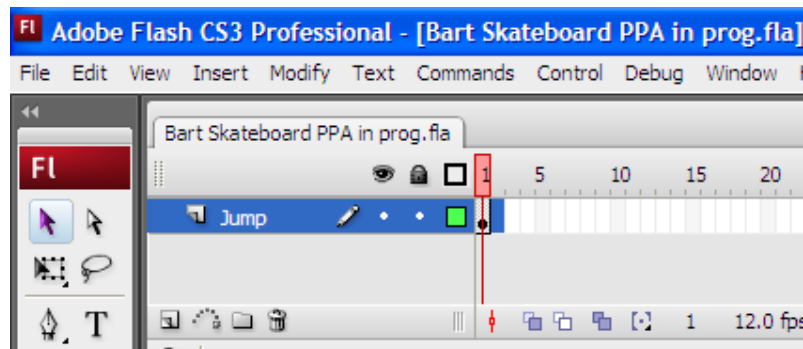 Fl Adobe Flash CS3 Professional - [Bart Skateboard PPA in prog.fla]
File Edit View Insert Modify Text Commands Control Debug Window
Bart Skateboard PPA in prog.fla
Fl
1 5 10 15 20
Jump
T
1 12.0 fps